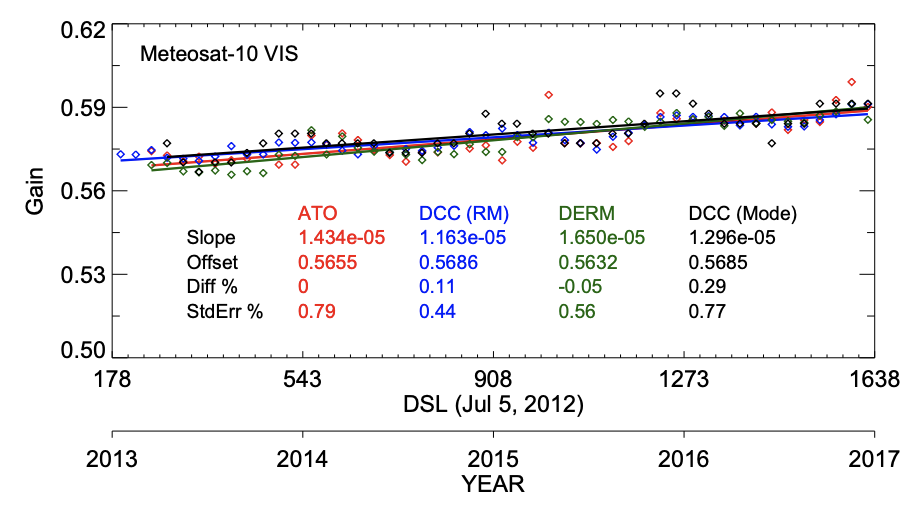 0.62
Meteosat-10 VIS
0.59
Gain
0.56
ATO DCC (RM) DERM DCC (Mode)
Slope 1.434e-05 1.163e-05 1.650e-05 1.296e-05
Offset 0.5655 0.5686 0.5632 0.5685
0.53
Diff % 0 0.11 -0.05 0.29
StdErr % 0.79 0.44 0.56 0.77
0.50
178 543 908 1273 1638
DSL (Jul 5, 2012)
2013 2014 2015 2016 2017
YEAR